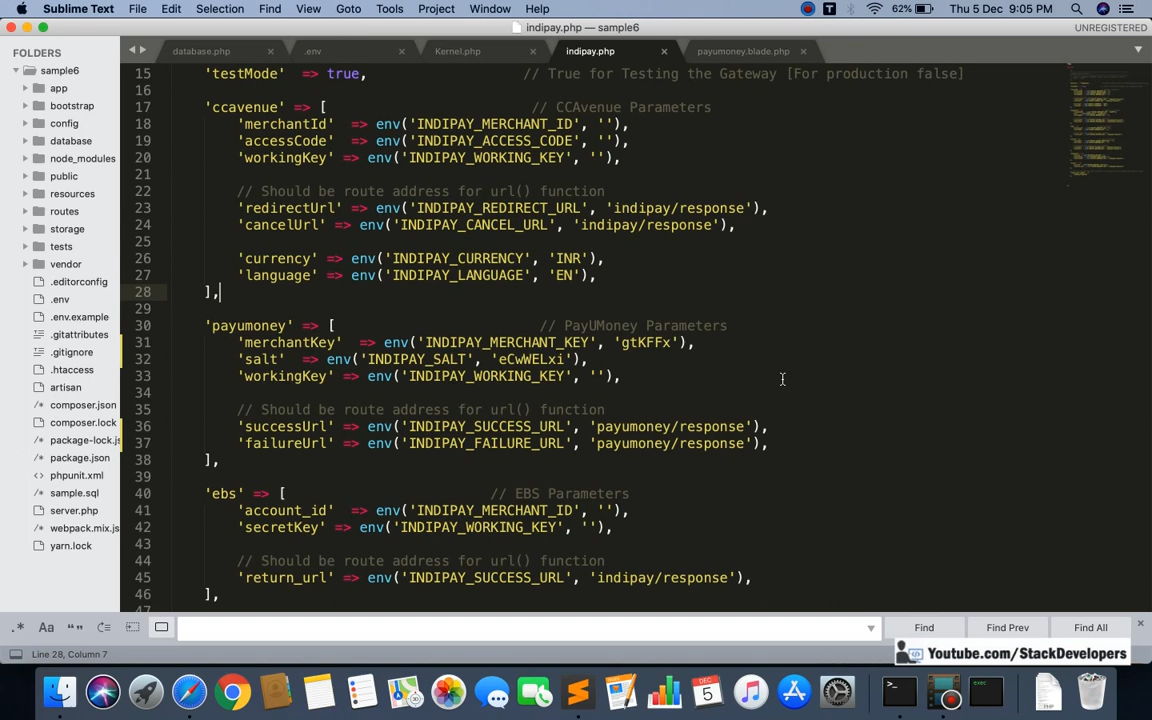 Sublime Text File Edit Selection Find View Goto Tools Project Window Help 62% Thu 5 Dec 9:05 PM
indipay.php — sample6 UNREGISTERED
FOLDERS
sample6
app
bootstrap
config
database
node_modules
public
resources
routes
storage
tests
vendor
.editorconfig
.env
.env.example
.gitattributes
.gitignore
.htaccess
artisan
composer.json
composer.lock
package-lock.js
package.json
phpunit.xml
sample.sql
server.php
webpack.mix.js
yarn.lock
database.php .env Kernel.php indipay.php payumoney.blade.php
15 'testMode' => true, // True for Testing the Gateway [For production false]
16
17 'ccavenue' => [ // CCAvenue Parameters
18 'merchantId' => env('INDIPAY_MERCHANT_ID', ''),
19 'accessCode' => env('INDIPAY_ACCESS_CODE', ''),
20 'workingKey' => env('INDIPAY_WORKING_KEY', ''),
21
22 // Should be route address for url() function
23 'redirectUrl' => env('INDIPAY_REDIRECT_URL', 'indipay/response'),
24 'cancelUrl' => env('INDIPAY_CANCEL_URL', 'indipay/response'),
25
26 'currency' => env('INDIPAY_CURRENCY', 'INR'),
27 'language' => env('INDIPAY_LANGUAGE', 'EN'),
28 ],
29
30 'payumoney' => [ // PayUMoney Parameters
31 'merchantKey' => env('INDIPAY_MERCHANT_KEY', 'gtKFFx'),
32 'salt' => env('INDIPAY_SALT', 'eCwWELxi'),
33 'workingKey' => env('INDIPAY_WORKING_KEY', ''),
34
35 // Should be route address for url() function
36 'successUrl' => env('INDIPAY_SUCCESS_URL', 'payumoney/response'),
37 'failureUrl' => env('INDIPAY_FAILURE_URL', 'payumoney/response'),
38 ],
39
40 'ebs' => [ // EBS Parameters
41 'account_id' => env('INDIPAY_MERCHANT_ID', ''),
42 'secretKey' => env('INDIPAY_WORKING_KEY', ''),
43
44 // Should be route address for url() function
45 'return_url' => env('INDIPAY_SUCCESS_URL', 'indipay/response'),
46 ],
47
.* Aa “” Find Find Prev Find All
Line 28, Column 7
Youtube.com/StackDevelopers